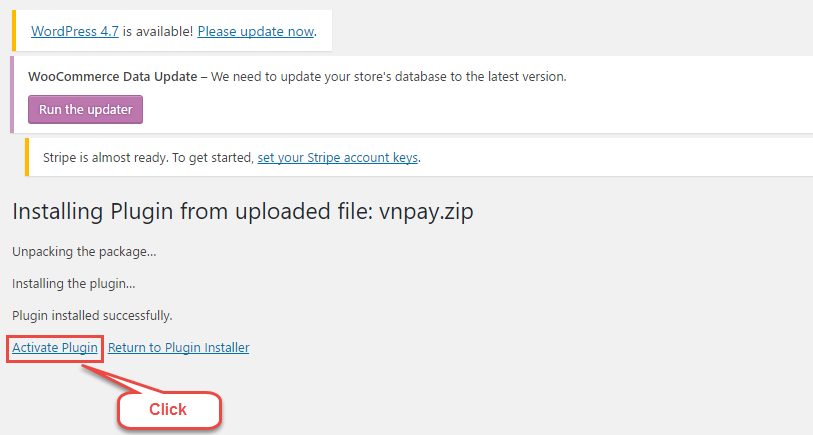 WordPress 4.7 is available! Please update now.
WooCommerce Data Update – We need to update your store's database to the latest version.
Run the updater
Stripe is almost ready. To get started, set your Stripe account keys.
Installing Plugin from uploaded file: vnpay.zip
Unpacking the package…
Installing the plugin…
Plugin installed successfully.
Activate Plugin Return to Plugin Installer
Click